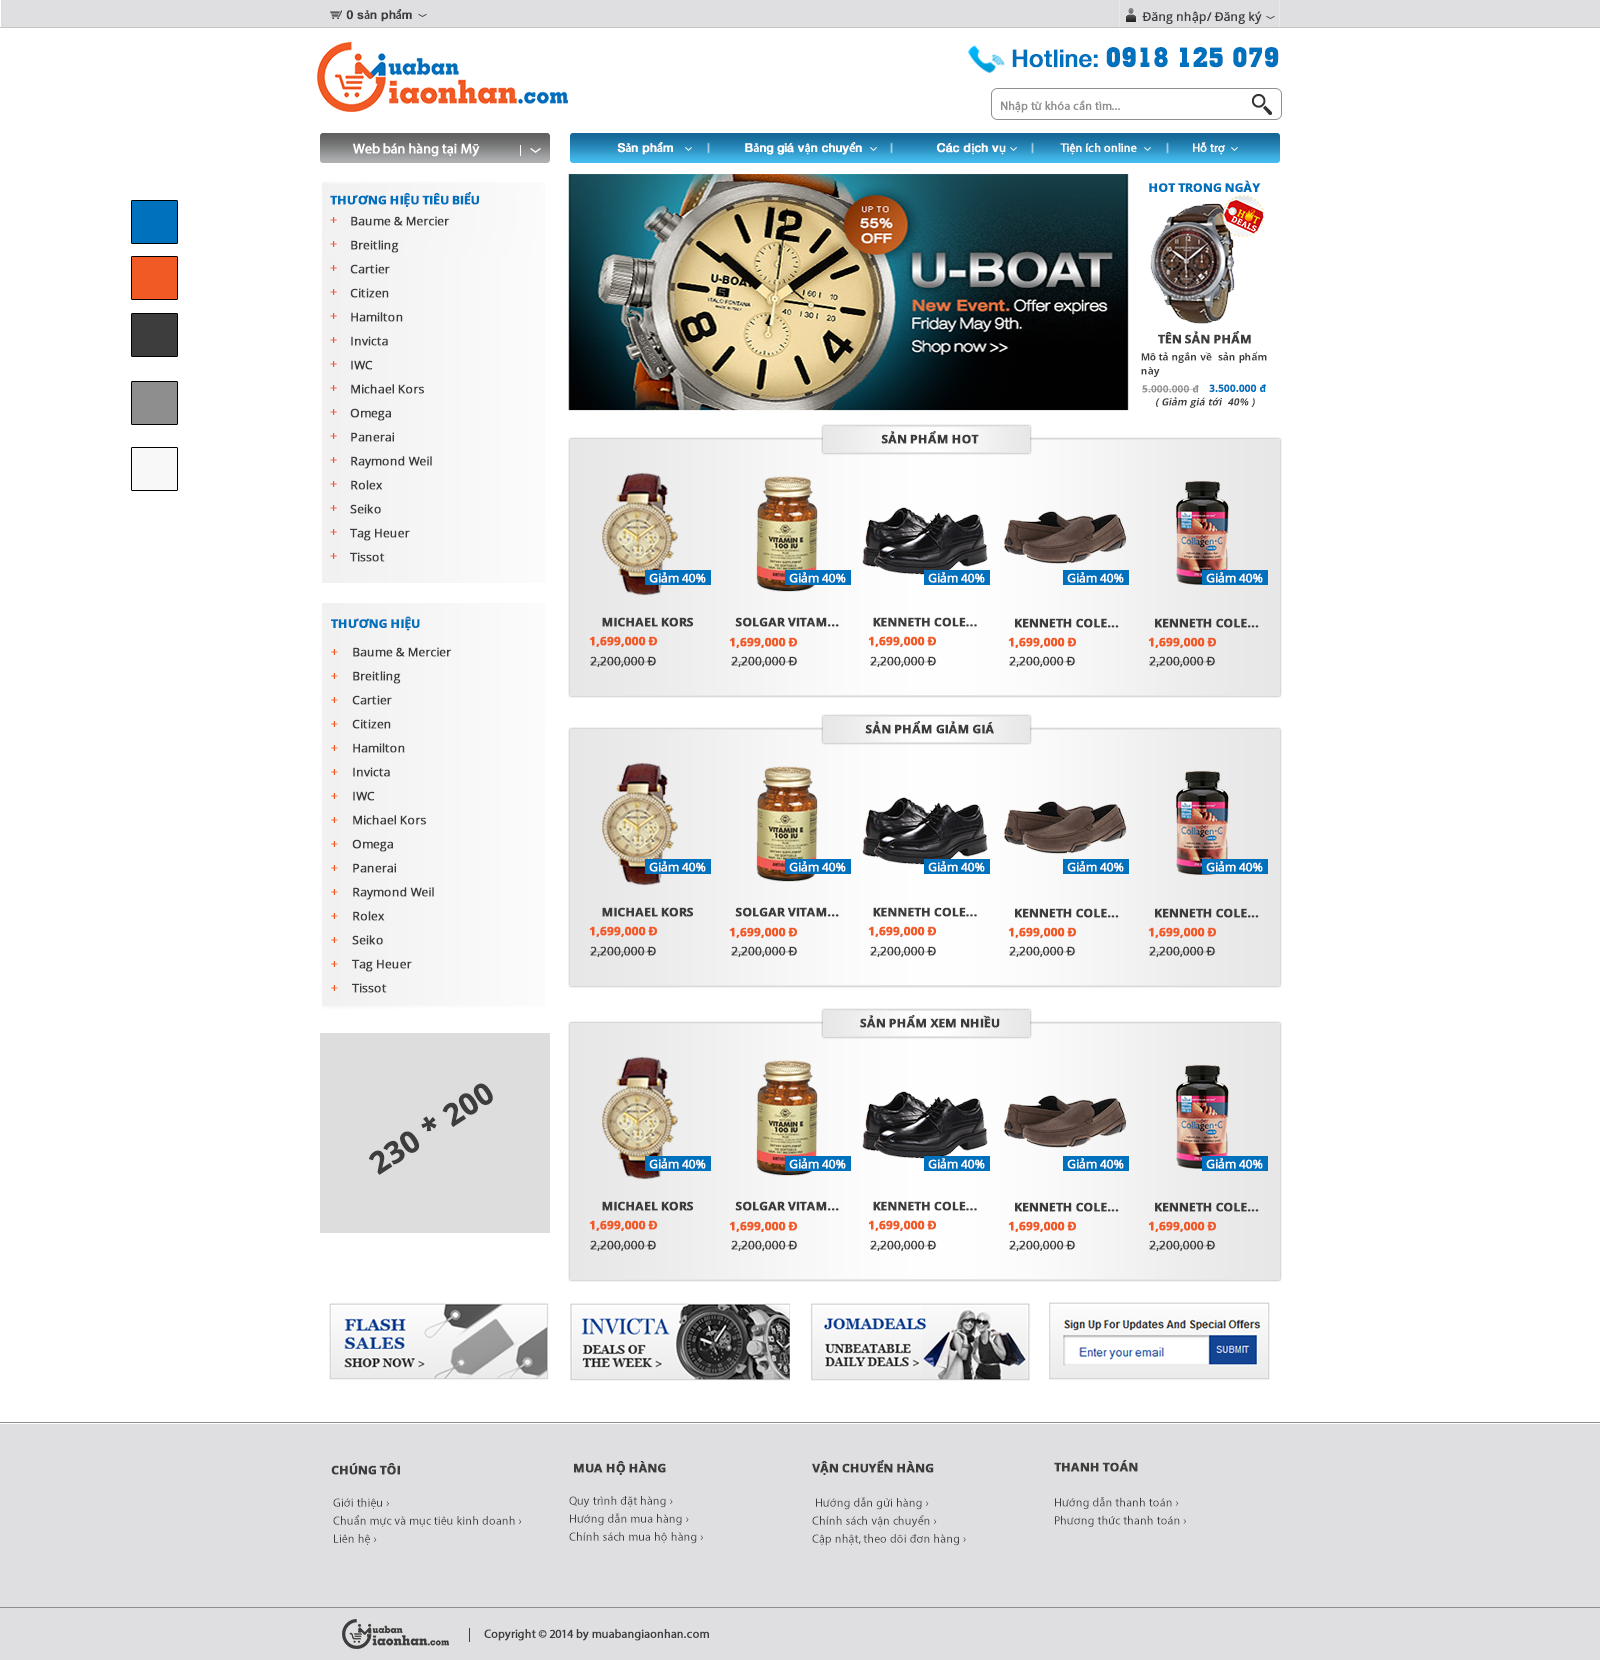 0 sản phẩm
Đăng nhập/ Đăng ký
Muaban
Giaonhan.com
Hotline: 0918 125 079
Nhập từ khóa cần tìm...
Web bán hàng tại Mỹ
Sản phẩm
Bảng giá vận chuyển
Các dịch vụ
Tiện ích online
Hỗ trợ
THƯƠNG HIỆU TIÊU BIỂU
+ Baume & Mercier
+ Breitling
+ Cartier
+ Citizen
+ Hamilton
+ Invicta
+ IWC
+ Michael Kors
+ Omega
+ Panerai
+ Raymond Weil
+ Rolex
+ Seiko
+ Tag Heuer
+ Tissot
UP TO
55%
OFF
U-BOAT
ITALO FONTANA
U-BOAT
New Event. Offer expires
Friday May 9th.
Shop now >>
HOT TRONG NGÀY
HOT
DEALS
TÊN SẢN PHẨM
Mô tả ngắn về sản phẩm
này
5.000.000 đ 3.500.000 đ
( Giảm giá tới 40% )
SẢN PHẨM HOT
VITAMIN E
100 IU
Collagen+C
Giảm 40%
Giảm 40%
Giảm 40%
Giảm 40%
Giảm 40%
MICHAEL KORS
SOLGAR VITAM...
KENNETH COLE...
KENNETH COLE...
KENNETH COLE...
1,699,000 Đ
1,699,000 Đ
1,699,000 Đ
1,699,000 Đ
1,699,000 Đ
2,200,000 Đ
2,200,000 Đ
2,200,000 Đ
2,200,000 Đ
2,200,000 Đ
THƯƠNG HIỆU
+ Baume & Mercier
+ Breitling
+ Cartier
+ Citizen
+ Hamilton
+ Invicta
+ IWC
+ Michael Kors
+ Omega
+ Panerai
+ Raymond Weil
+ Rolex
+ Seiko
+ Tag Heuer
+ Tissot
SẢN PHẨM GIẢM GIÁ
VITAMIN E
100 IU
Collagen+C
Giảm 40%
Giảm 40%
Giảm 40%
Giảm 40%
Giảm 40%
MICHAEL KORS
SOLGAR VITAM...
KENNETH COLE...
KENNETH COLE...
KENNETH COLE...
1,699,000 Đ
1,699,000 Đ
1,699,000 Đ
1,699,000 Đ
1,699,000 Đ
2,200,000 Đ
2,200,000 Đ
2,200,000 Đ
2,200,000 Đ
2,200,000 Đ
230 * 200
SẢN PHẨM XEM NHIỀU
VITAMIN E
100 IU
Collagen+C
Giảm 40%
Giảm 40%
Giảm 40%
Giảm 40%
Giảm 40%
MICHAEL KORS
SOLGAR VITAM...
KENNETH COLE...
KENNETH COLE...
KENNETH COLE...
1,699,000 Đ
1,699,000 Đ
1,699,000 Đ
1,699,000 Đ
1,699,000 Đ
2,200,000 Đ
2,200,000 Đ
2,200,000 Đ
2,200,000 Đ
2,200,000 Đ
FLASH
SALES
SHOP NOW >
INVICTA
DEALS OF
THE WEEK >
JOMADEALS
UNBEATABLE
DAILY DEALS >
Sign Up For Updates And Special Offers
Enter your email
SUBMIT
CHÚNG TÔI
Giới thiệu ›
Chuẩn mực và mục tiêu kinh doanh ›
Liên hệ ›
MUA HỘ HÀNG
Quy trình đặt hàng ›
Hướng dẫn mua hàng ›
Chính sách mua hộ hàng ›
VẬN CHUYỂN HÀNG
Hướng dẫn gửi hàng ›
Chính sách vận chuyển ›
Cập nhật, theo dõi đơn hàng ›
THANH TOÁN
Hướng dẫn thanh toán ›
Phương thức thanh toán ›
Muaban
Giaonhan.com
Copyright © 2014 by muabangiaonhan.com